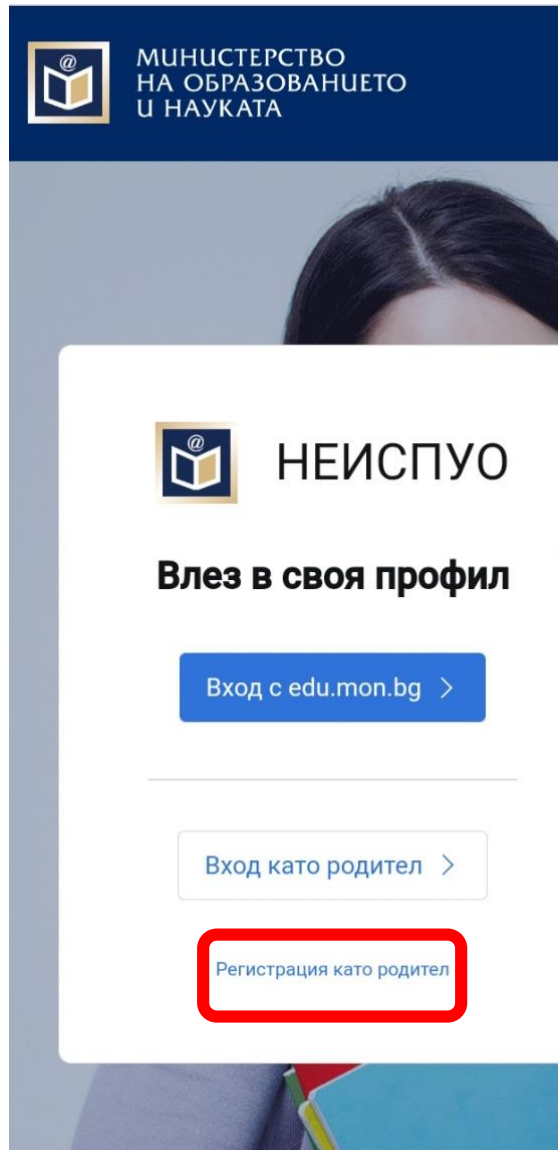 МИНИСТЕРСТВО
НА ОБРАЗОВАНИЕТО
И НАУКАТА
@
НЕИСПУО
Влез в своя профил
Вход с edu.mon.bg >
Вход като родител >
Регистрация като родител